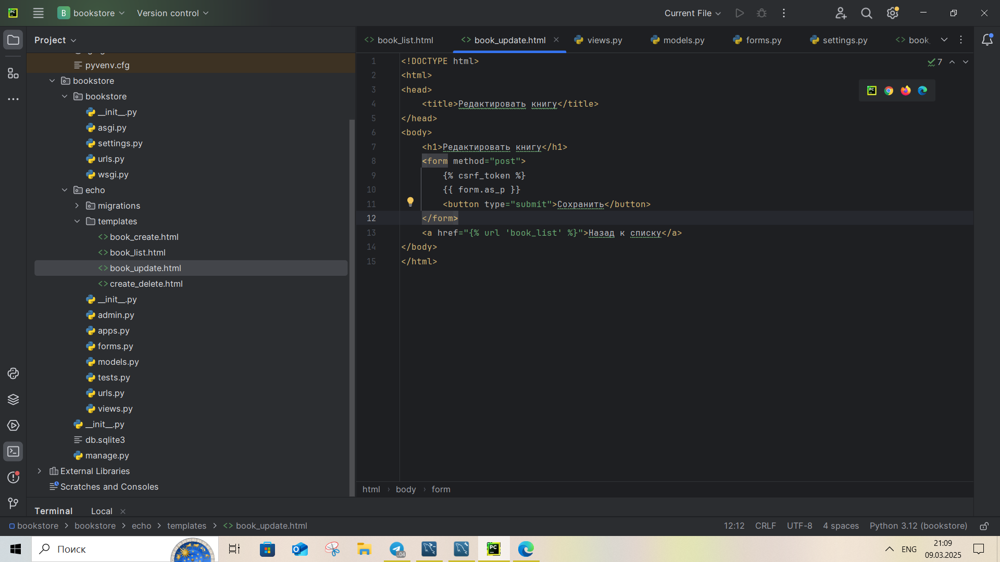 B bookstore Version control Current File
Project
book_list.html book_update.html views.py models.py forms.py settings.py book_
pyvenv.cfg
bookstore
bookstore
__init__.py
asgi.py
settings.py
urls.py
wsgi.py
echo
migrations
templates
book_create.html
book_list.html
book_update.html
create_delete.html
__init__.py
admin.py
apps.py
forms.py
models.py
tests.py
urls.py
views.py
__init__.py
db.sqlite3
manage.py
External Libraries
Scratches and Consoles
7
1 <!DOCTYPE html>
2 <html>
3 <head>
4 <title>Редактировать книгу</title>
5 </head>
6 <body>
7 <h1>Редактировать книгу</h1>
8 <form method="post">
9 {% csrf_token %}
10 {{ form.as_p }}
11 <button type="submit">Сохранить</button>
12 </form>
13 <a href="{% url 'book_list' %}">Назад к списку</a>
14 </body>
15 </html>
html › body › form
Terminal Local
bookstore > bookstore > echo > templates > book_update.html 12:12 CRLF UTF-8 4 spaces Python 3.12 (bookstore)
Поиск
ENG
21:09
09.03.2025